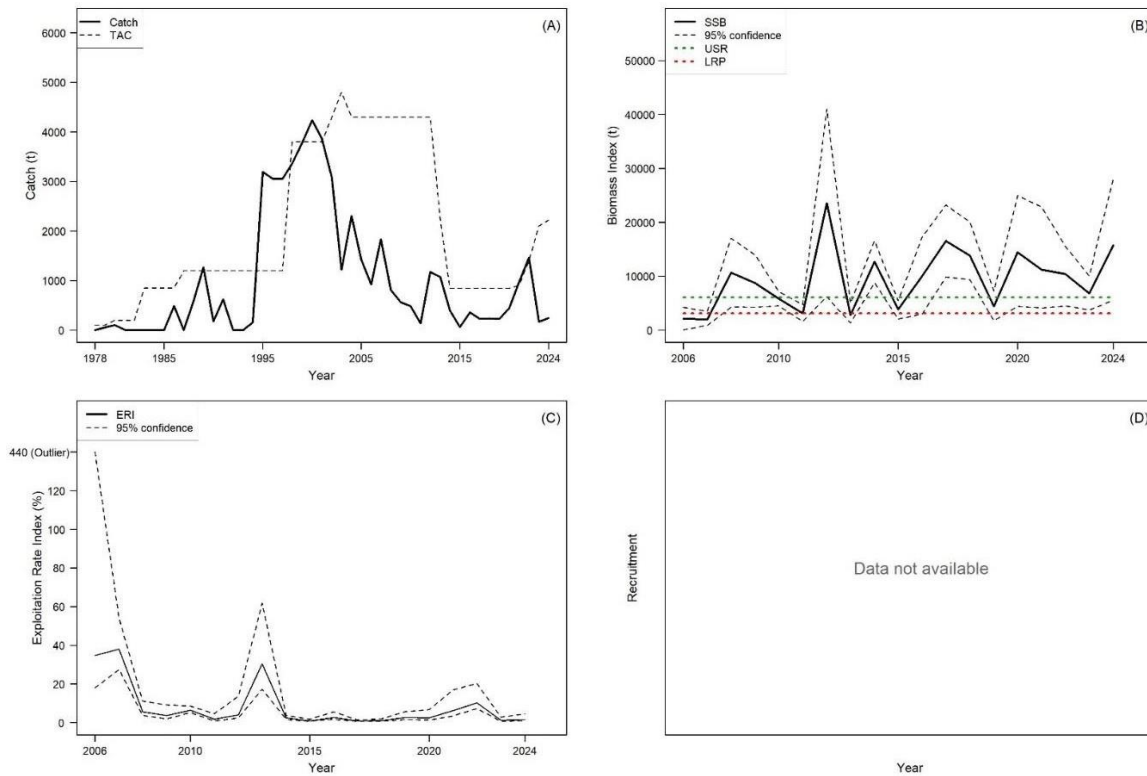 Catch
TAC
(A)
6000
5000
4000
3000
2000
1000
0
Catch (t)
1978
1985
1995
2005
2015
2024
Year
SSB
95% confidence
USR
LRP
(B)
50000
40000
30000
20000
10000
0
Biomass Index (t)
2006
2010
2015
2020
2024
Year
ERI
95% confidence
(C)
440 (Outlier)
120
100
80
60
40
20
0
Exploitation Rate Index (%)
2006
2010
2015
2020
2024
Year
(D)
Recruitment
Data not available
Year